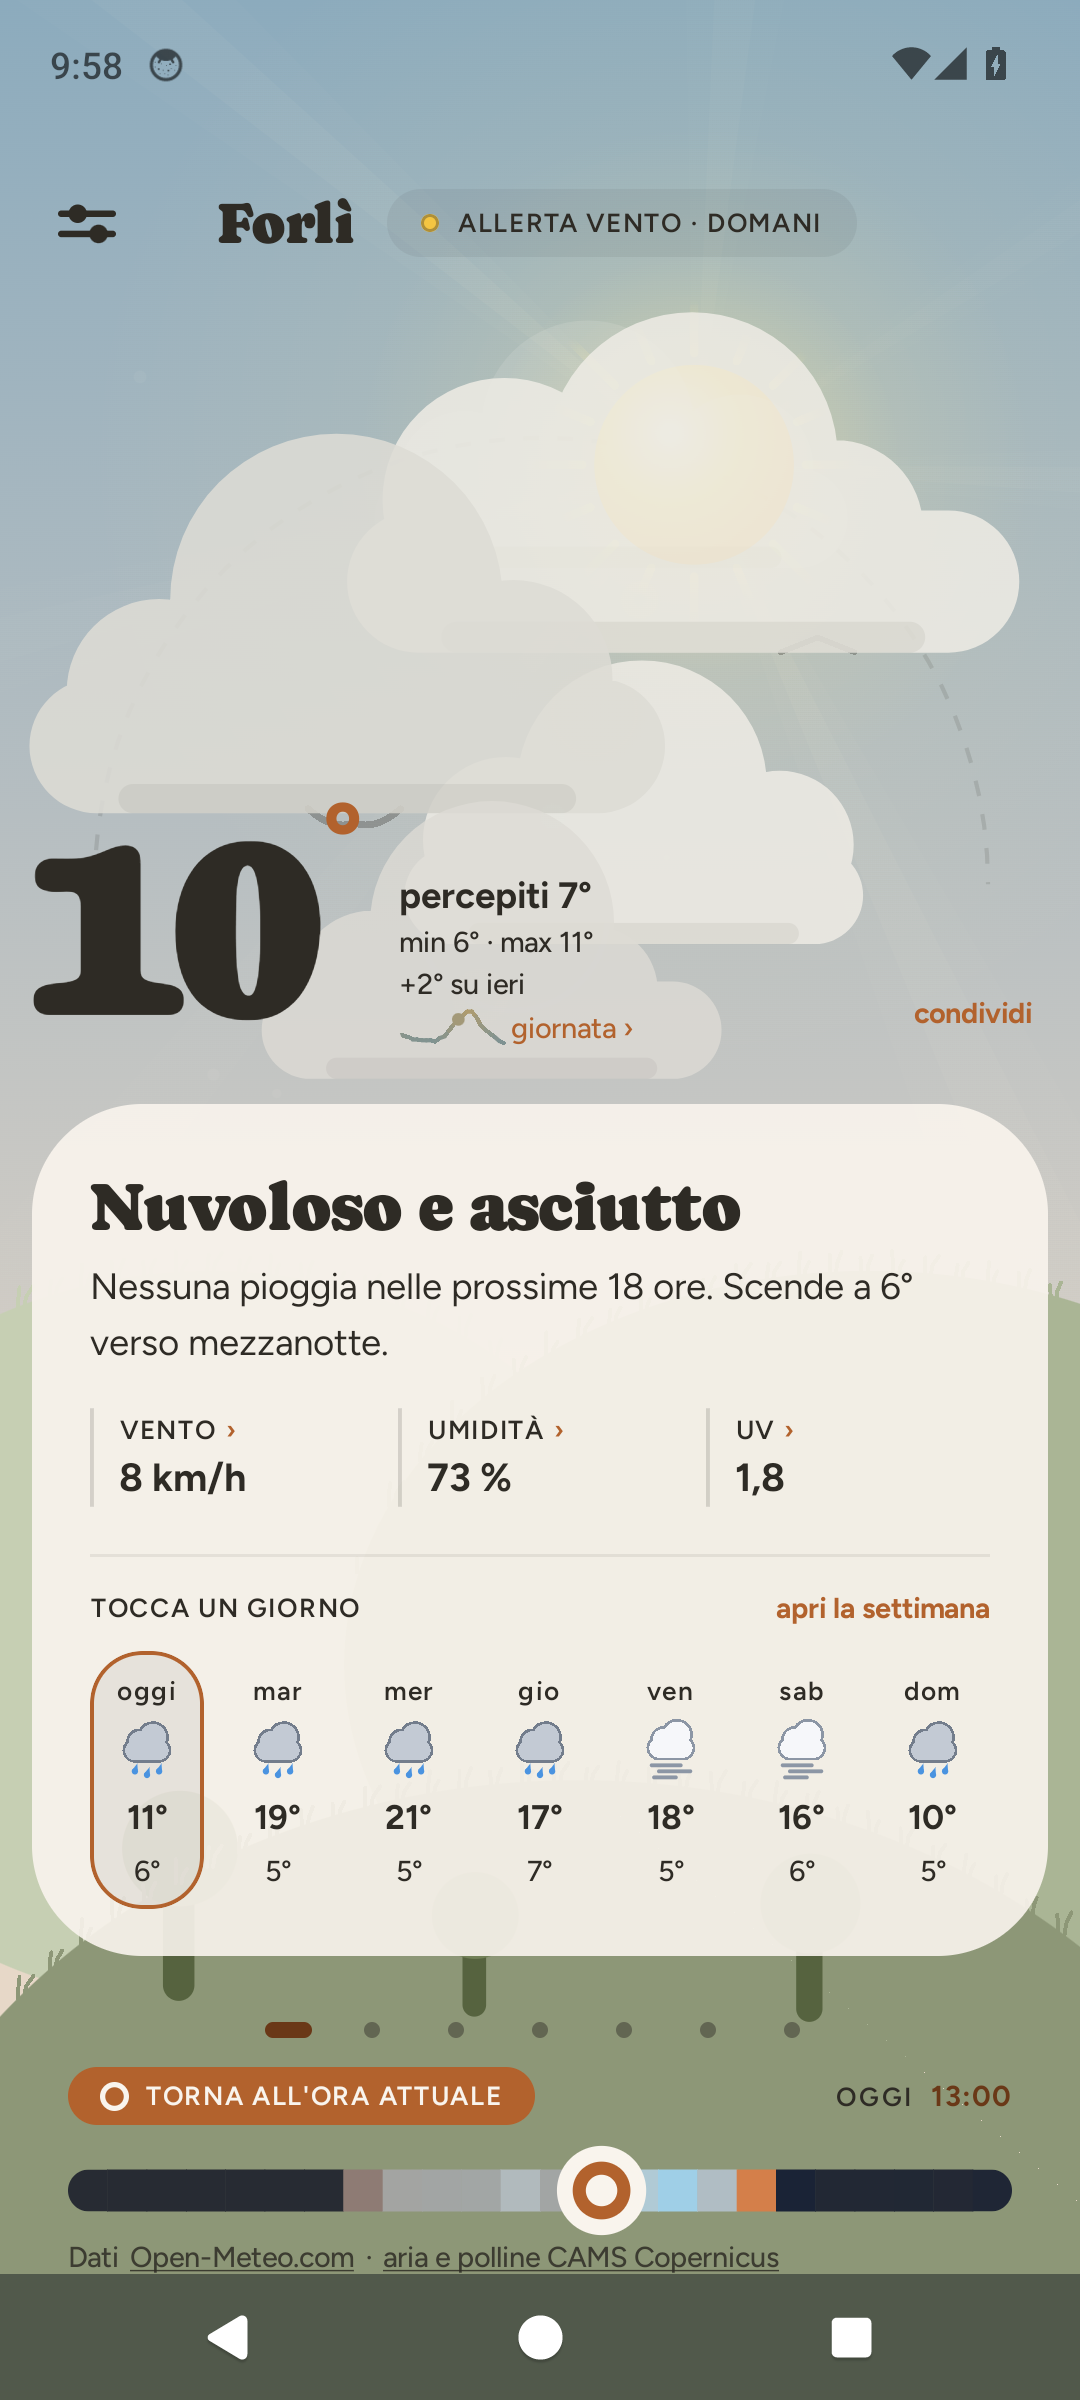 9:58
Forlì
ALLERTA VENTO · DOMANI
10°
percepiti 7°
min 6° · max 11°
+2° su ieri
giornata ›
condividi
Nuvoloso e asciutto
Nessuna pioggia nelle prossime 18 ore. Scende a 6°
verso mezzanotte.
VENTO › UMIDITÀ › UV ›
8 km/h 73 % 1,8
TOCCA UN GIORNO apri la settimana
oggi mar mer gio ven sab dom
11° 19° 21° 17° 18° 16° 10°
6° 5° 5° 7° 5° 6° 5°
TORNA ALL'ORA ATTUALE OGGI 13:00
Dati Open-Meteo.com · aria e polline CAMS Copernicus